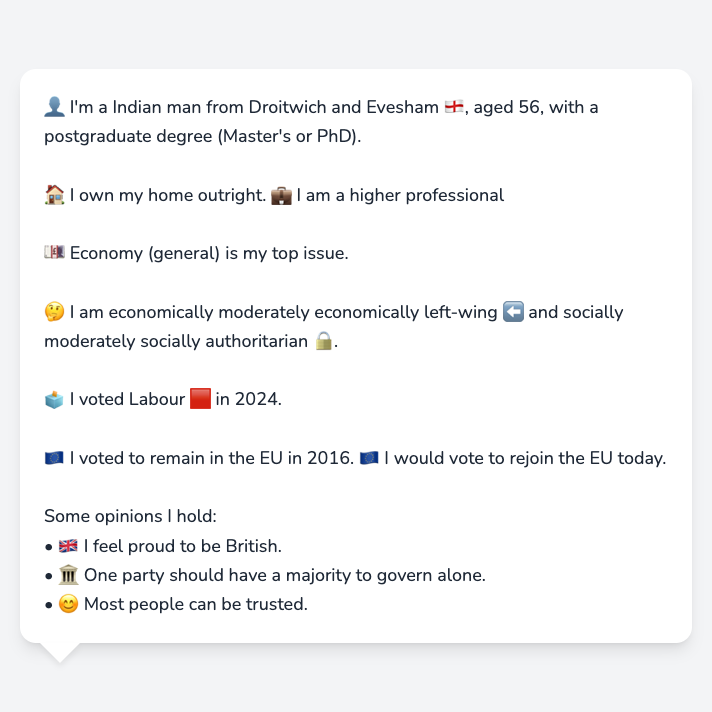 👤 I'm a Indian man from Droitwich and Evesham 🏴󠁧󠁢󠁥󠁮󠁧󠁿, aged 56, with a
postgraduate degree (Master's or PhD).
🏠 I own my home outright. 💼 I am a higher professional
💷 Economy (general) is my top issue.
🤔 I am economically moderately economically left-wing ⬅️ and socially
moderately socially authoritarian 🔒.
🗳️ I voted Labour 🟥 in 2024.
🇪🇺 I voted to remain in the EU in 2016. 🇪🇺 I would vote to rejoin the EU today.
Some opinions I hold:
• 🇬🇧 I feel proud to be British.
• 🏛️ One party should have a majority to govern alone.
• 😊 Most people can be trusted.